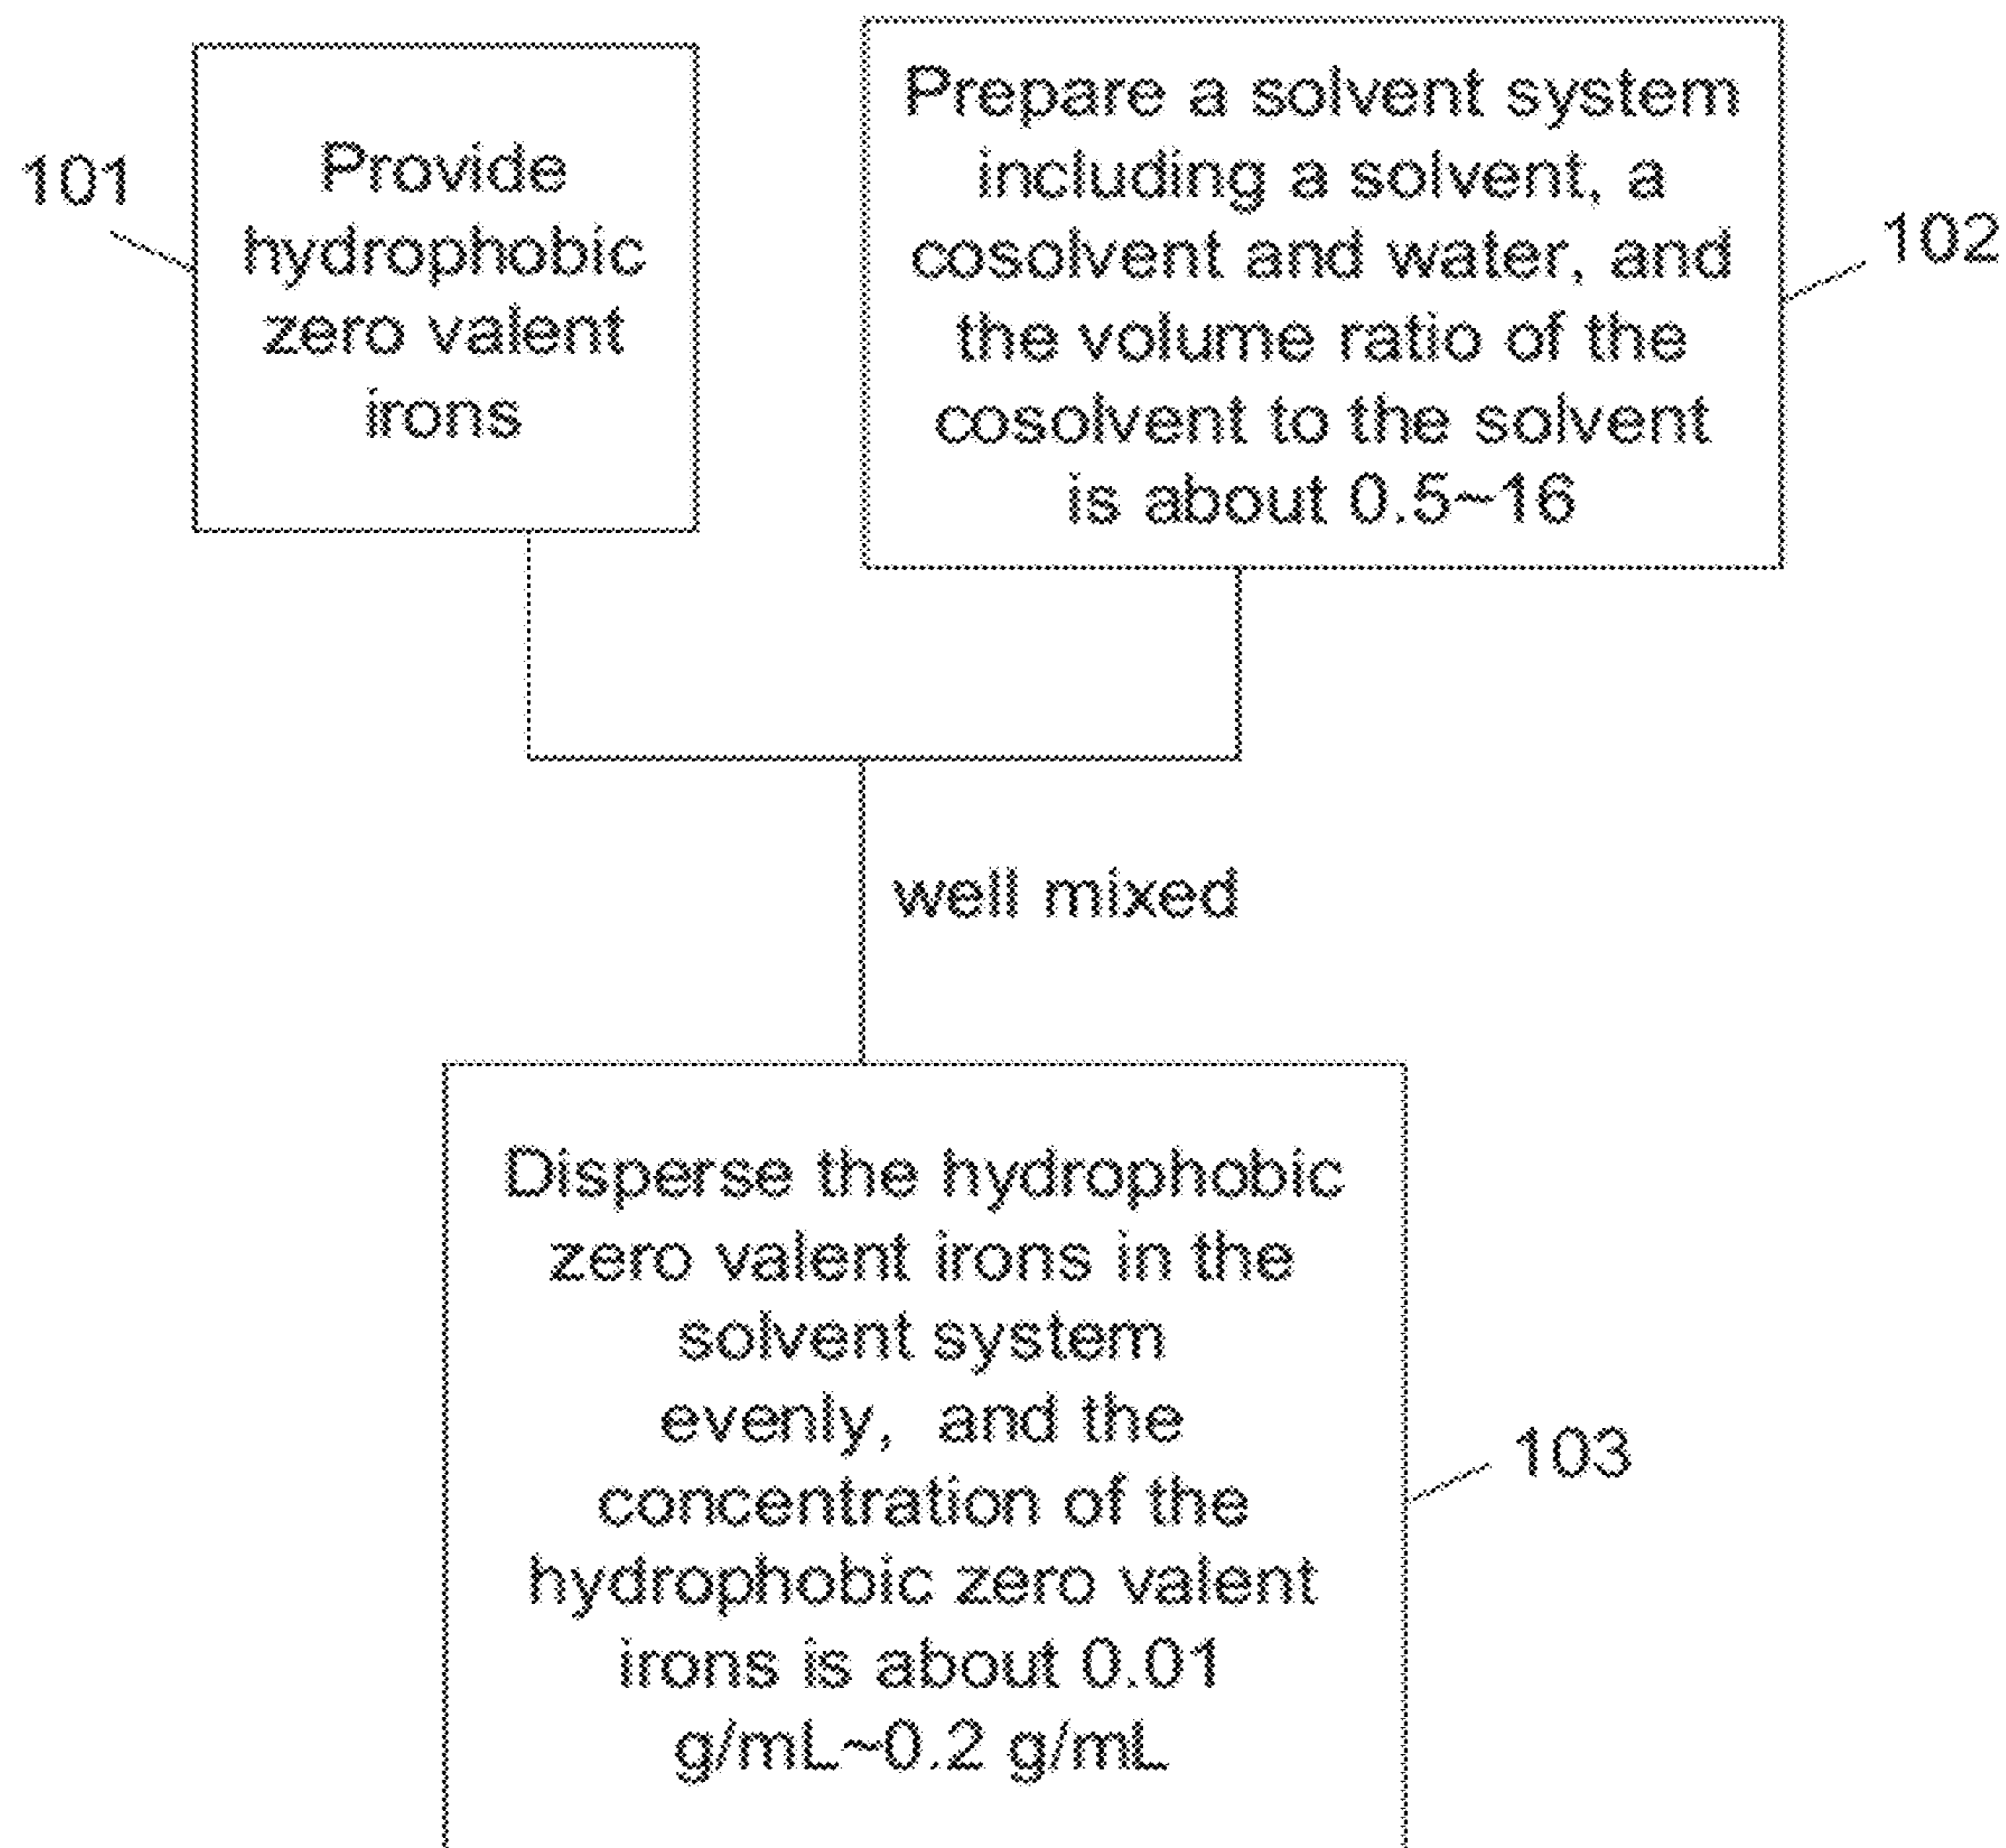 101
Provide
hydrophobic
zero valent
irons
Prepare a solvent system
including a solvent, a
cosolvent and water, and
the volume ratio of the
cosolvent to the solvent
is about 0.5~16
102
well mixed
Disperse the hydrophobic
zero valent irons in the
solvent system
evenly, and the
concentration of the
hydrophobic zero valent
irons is about 0.01
g/mL~0.2 g/mL
103